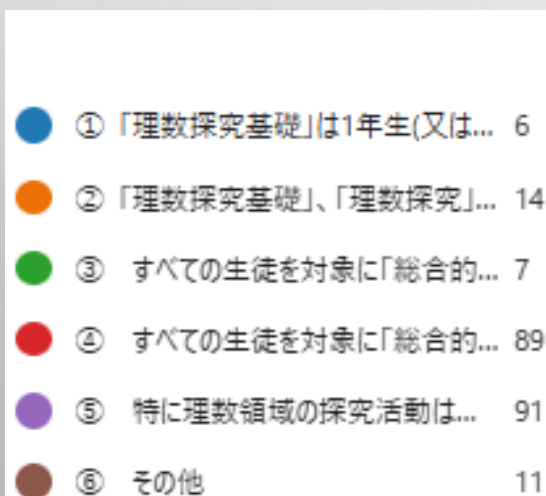 ① 「理数探究基礎」は1年生(又は... 6
② 「理数探究基礎」、「理数探究」... 14
③ すべての生徒を対象に「総合的... 7
④ すべての生徒を対象に「総合的... 89
⑤ 特に理数領域の探究活動は... 91
⑥ その他 11